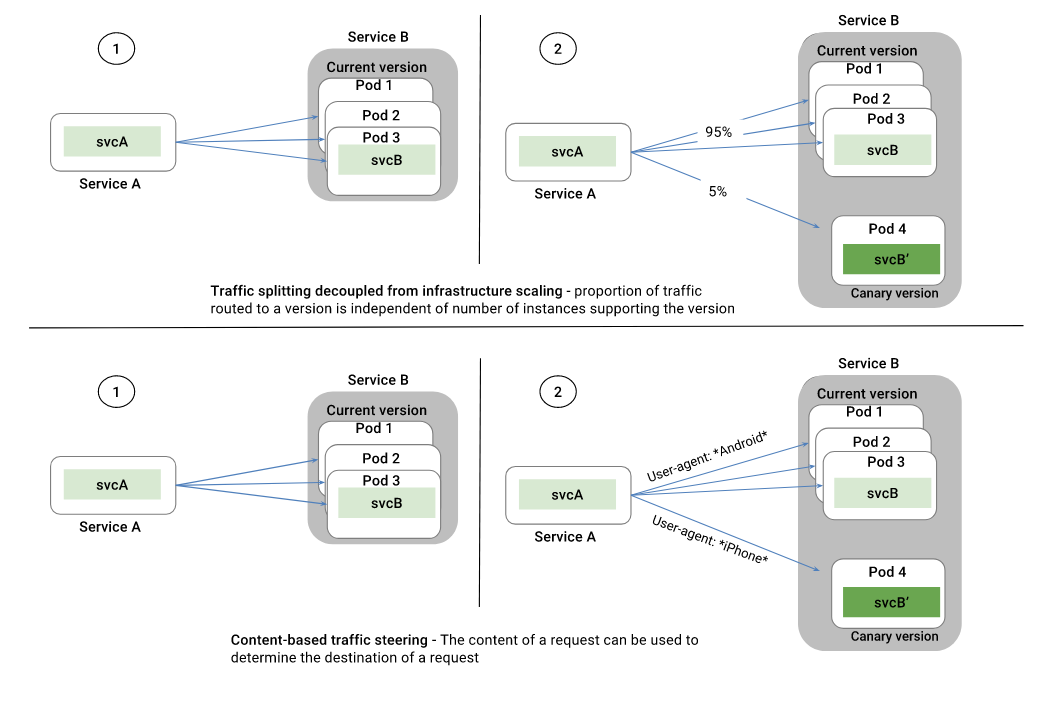 1
Service B
Current version
Pod 1
Pod 2
Pod 3
svcB
svcA
Service A
2
Service B
Current version
Pod 1
Pod 2
Pod 3
svcB
95%
svcA
Service A
5%
Pod 4
svcB’
Canary version
Traffic splitting decoupled from infrastructure scaling - proportion of traffic
routed to a version is independent of number of instances supporting the version
1
Service B
Current version
Pod 1
Pod 2
Pod 3
svcB
svcA
Service A
2
Service B
Current version
Pod 1
Pod 2
Pod 3
svcB
User-agent: *Android*
svcA
Service A
User-agent: *iPhone*
Pod 4
svcB’
Canary version
Content-based traffic steering - The content of a request can be used to
determine the destination of a request